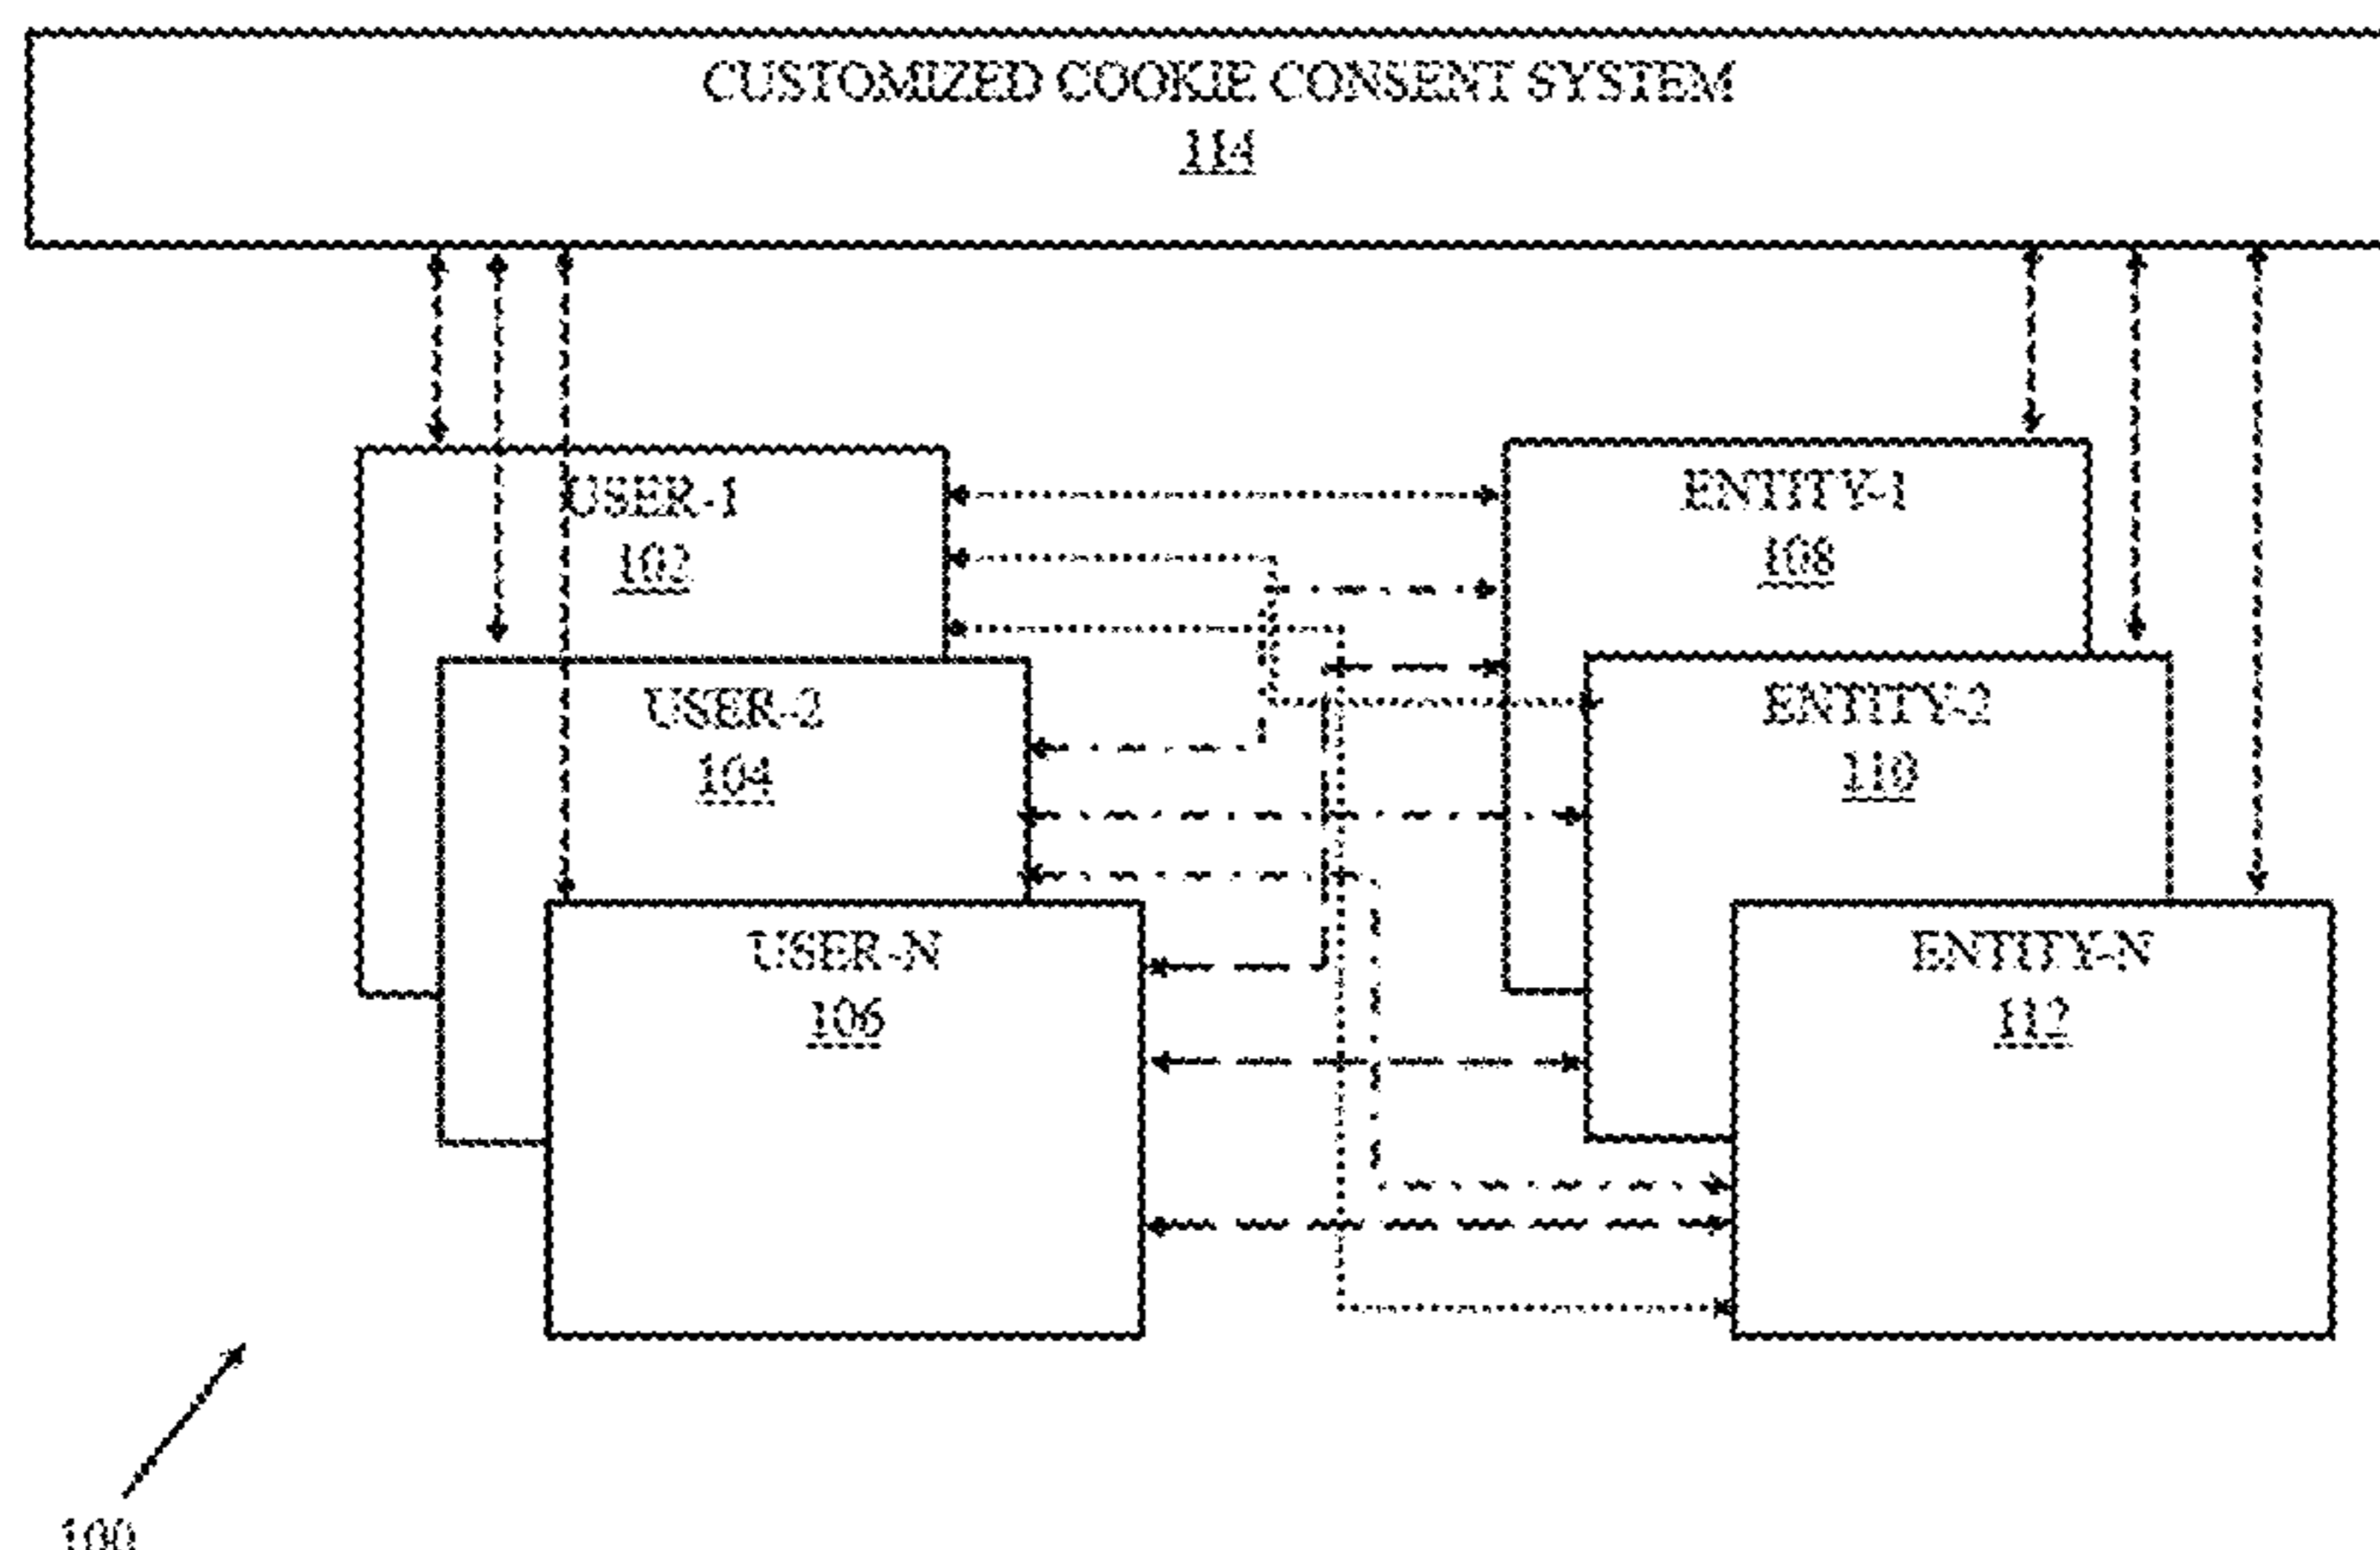 CUSTOMIZED COOKIE CONSENT SYSTEM
114
USER-1
102
ENTITY-1
108
USER-2
104
ENTITY-2
110
USER-N
106
ENTITY-N
112
100